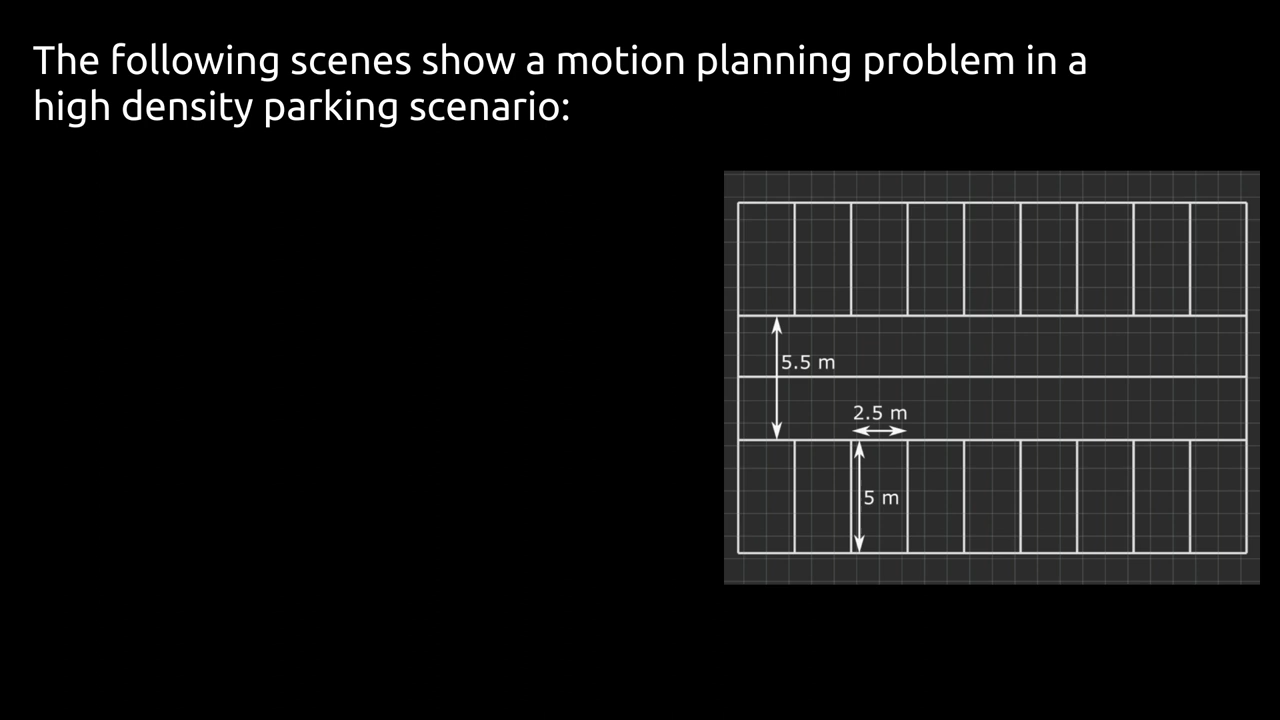 The following scenes show a motion planning problem in a
high density parking scenario:
5.5 m
2.5 m
5 m